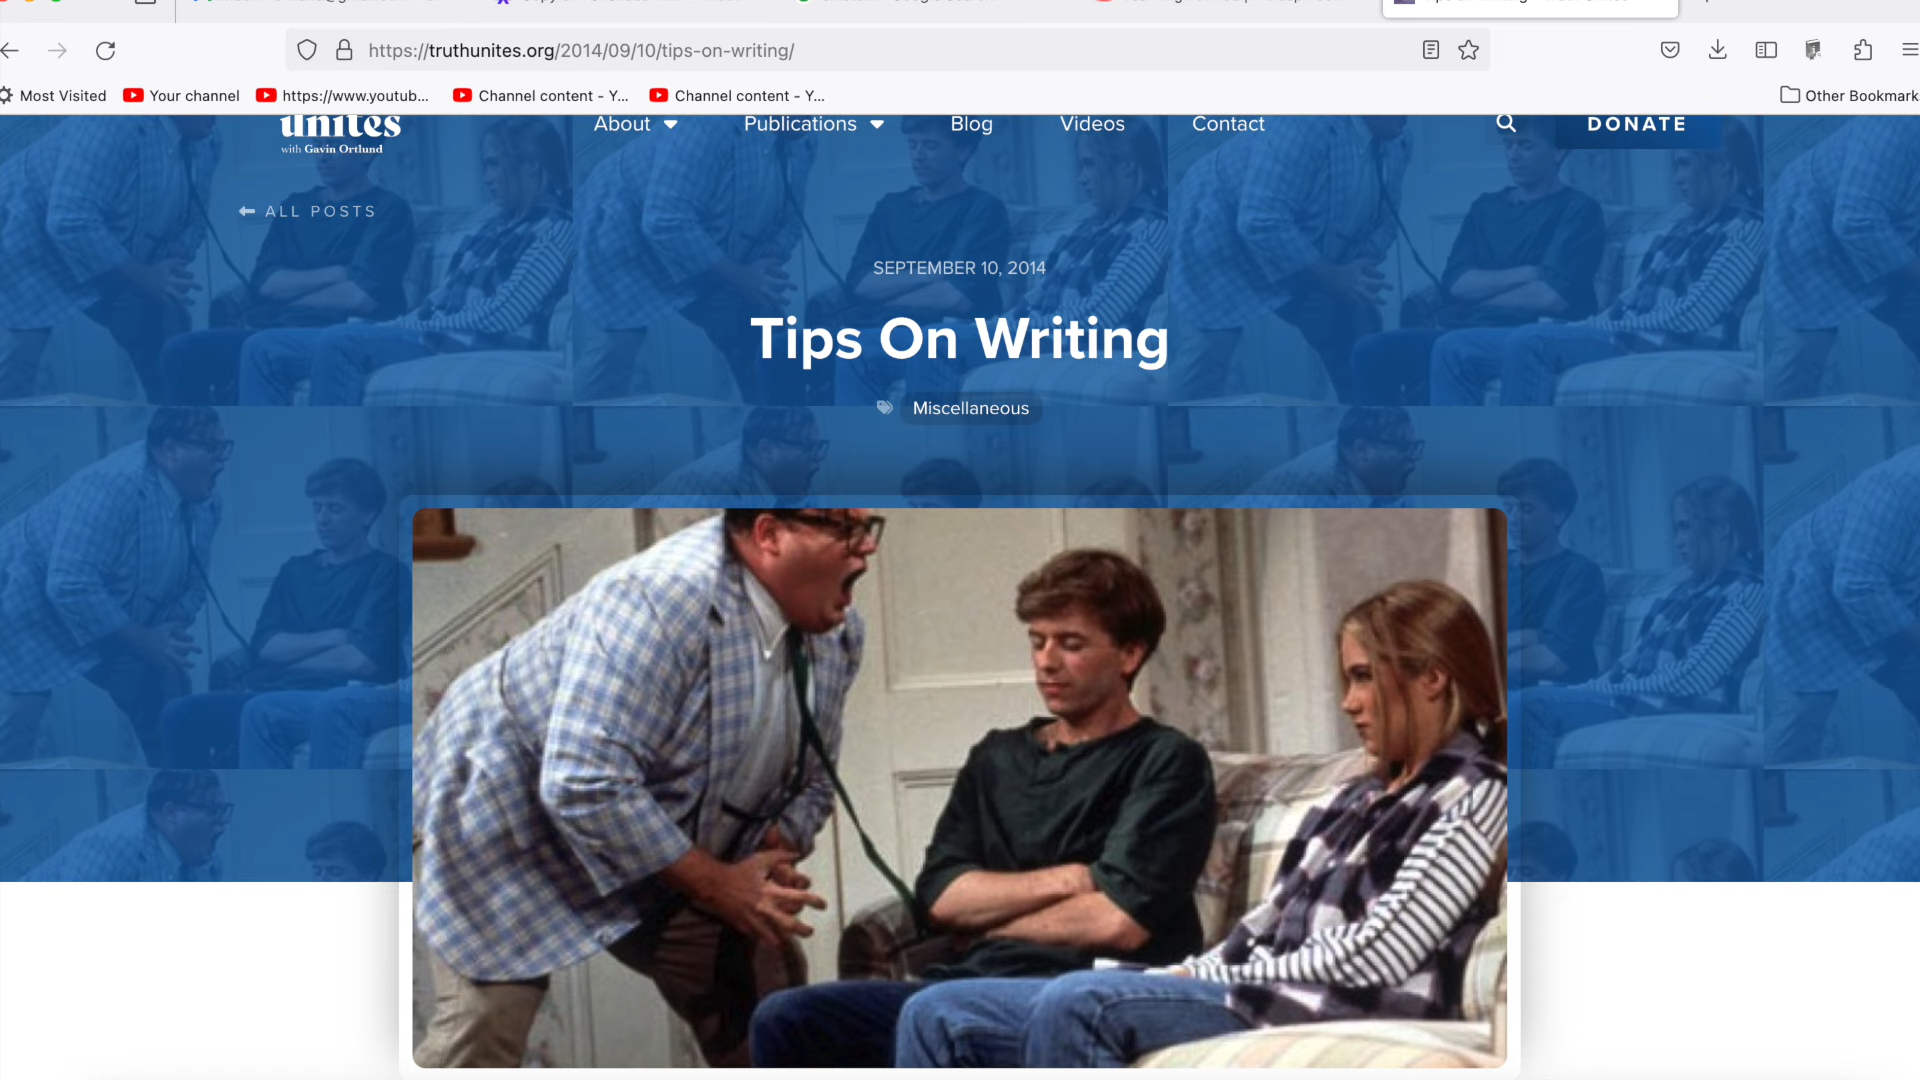 https://truthunites.org/2014/09/10/tips-on-writing/
Most Visited
Your channel
https://www.youtub...
Channel content - Y...
Channel content - Y...
Other Bookmark
unites
with Gavin Ortlund
About
Publications
Blog
Videos
Contact
DONATE
ALL POSTS
SEPTEMBER 10, 2014
Tips On Writing
Miscellaneous